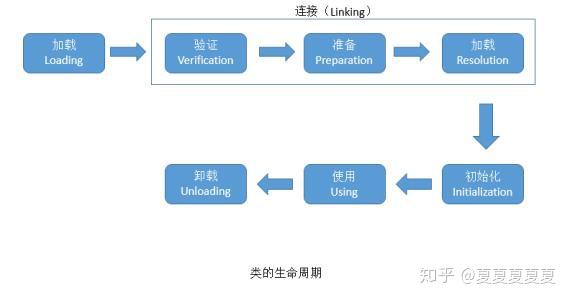 连接（Linking）
加载
Loading
验证
Verification
准备
Preparation
加载
Resolution
卸载
Unloading
使用
Using
初始化
Initialization
类的生命周期
知乎 @夏夏夏夏夏